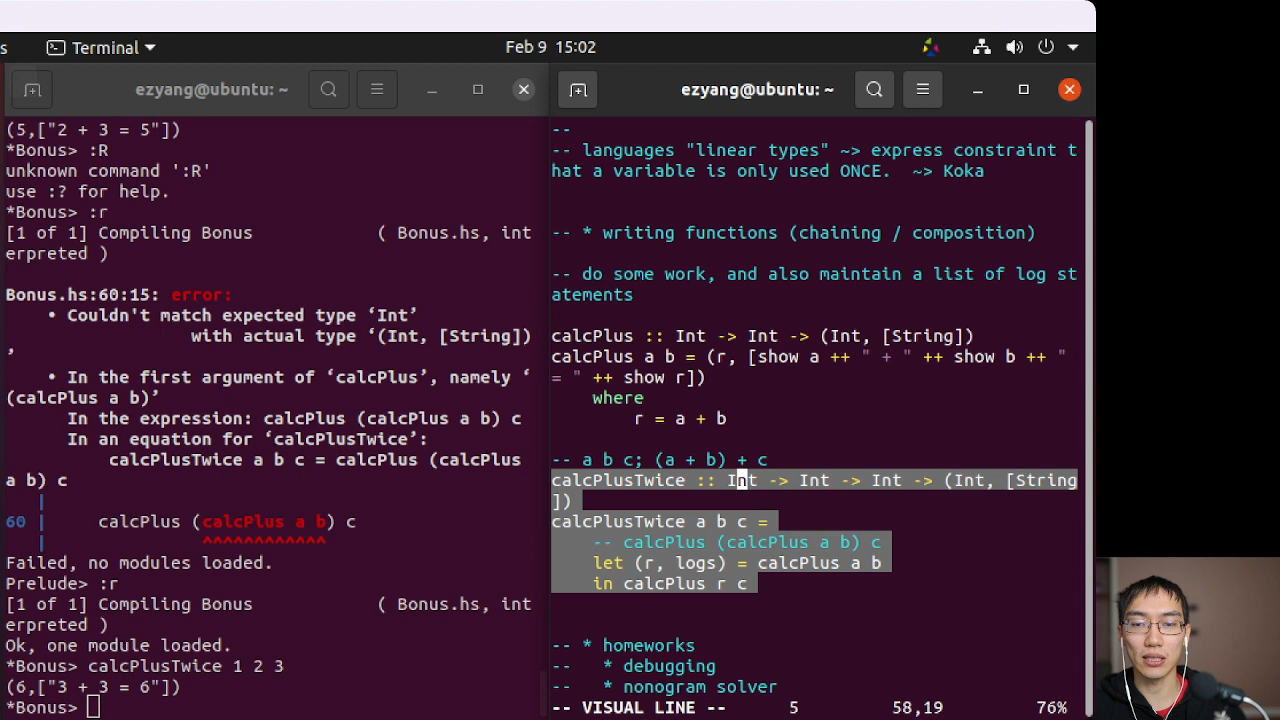 s Terminal Feb 9 15:02
ezyang@ubuntu: ~
(5,["2 + 3 = 5"])
*Bonus> :R
unknown command ':R'
use :? for help.
*Bonus> :r
[1 of 1] Compiling Bonus ( Bonus.hs, int
erpreted )
Bonus.hs:60:15: error:
• Couldn't match expected type ‘Int’
with actual type ‘(Int, [String])
’
• In the first argument of ‘calcPlus’, namely ‘
(calcPlus a b)’
In the expression: calcPlus (calcPlus a b) c
In an equation for ‘calcPlusTwice’:
calcPlusTwice a b c = calcPlus (calcPlus
a b) c
|
60 | calcPlus (calcPlus a b) c
| ^^^^^^^^^^^^
Failed, no modules loaded.
Prelude> :r
[1 of 1] Compiling Bonus ( Bonus.hs, int
erpreted )
Ok, one module loaded.
*Bonus> calcPlusTwice 1 2 3
(6,["3 + 3 = 6"])
*Bonus>
ezyang@ubuntu: ~
--
-- languages "linear types" ~> express constraint t
hat a variable is only used ONCE. ~> Koka
-- * writing functions (chaining / composition)
-- do some work, and also maintain a list of log st
atements
calcPlus :: Int -> Int -> (Int, [String])
calcPlus a b = (r, [show a ++ " + " ++ show b ++ "
= " ++ show r])
where
r = a + b
-- a b c; (a + b) + c
calcPlusTwice :: Int -> Int -> Int -> (Int, [String
])
calcPlusTwice a b c =
-- calcPlus (calcPlus a b) c
let (r, logs) = calcPlus a b
in calcPlus r c
-- * homeworks
-- * debugging
-- * nonogram solver
-- VISUAL LINE -- 5 58,19 76%